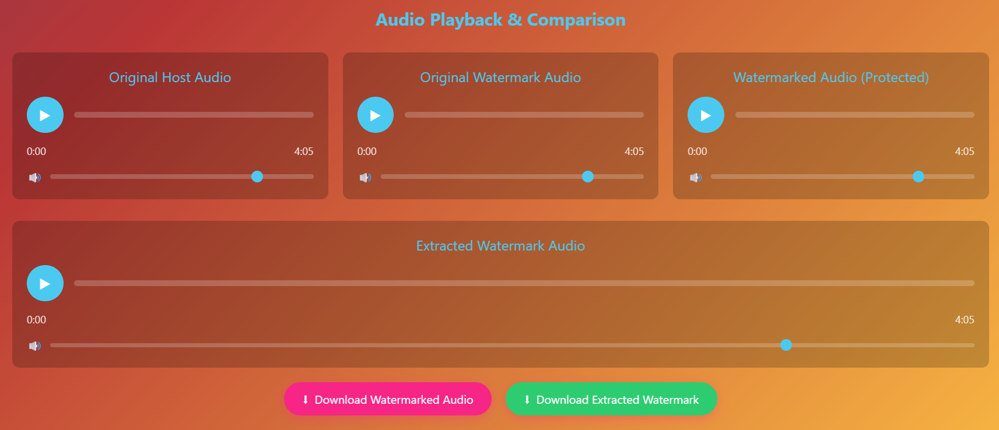 Audio Playback & Comparison
Original Host Audio
0:00 4:05
Original Watermark Audio
0:00 4:05
Watermarked Audio (Protected)
0:00 4:05
Extracted Watermark Audio
0:00 4:05
⬇ Download Watermarked Audio
⬇ Download Extracted Watermark